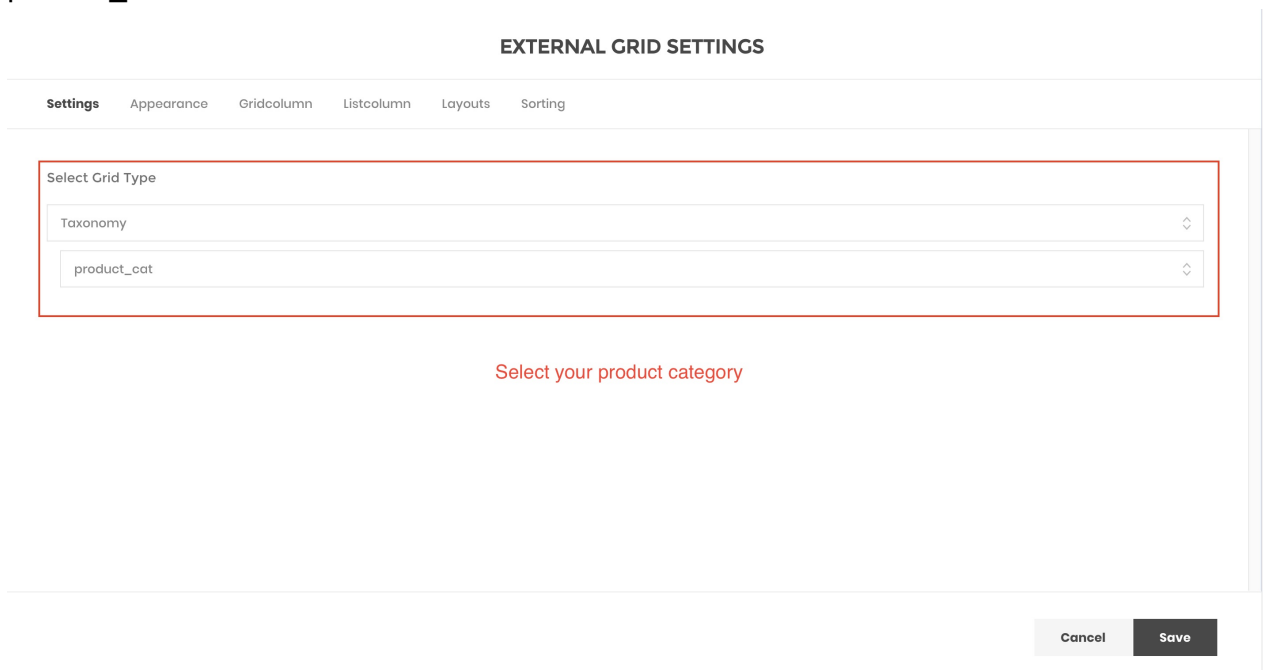 EXTERNAL GRID SETTINGS
Settings Appearance Gridcolumn Listcolumn Layouts Sorting
Select Grid Type
Taxonomy
product_cat
Select your product category
Cancel Save